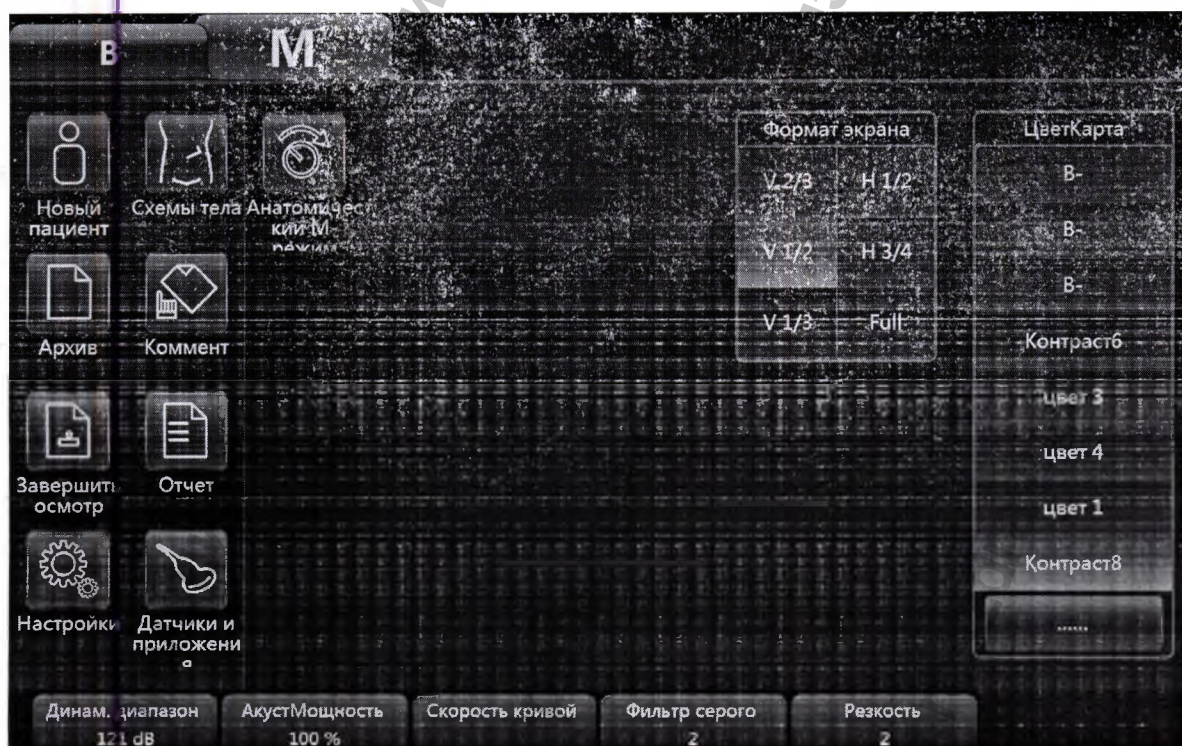 B
M
Новый
пациент
Схемы тела
Анатомичес
кий М-
режим
Архив
Коммент
Завершить
осмотр
Отчет
Настройки
Датчики и
приложени
я
Формат экрана
V 2/3
H 1/2
V 1/2
H 3/4
V 1/3
Full
ЦветКарта
B-
B-
B-
Контраст6
цвет 3
цвет 4
цвет 1
Контраст8
......
Динам. диапазон
121 dB
АкустМощность
100 %
Скорость кривой
Фильтр серого
2
Резкость
2